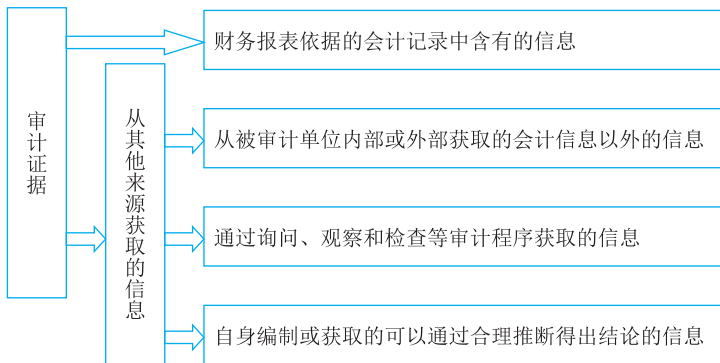 审计证据
财务报表依据的会计记录中含有的信息
从其他来源获取的信息
从被审计单位内部或外部获取的会计信息以外的信息
通过询问、观察和检查等审计程序获取的信息
自身编制或获取的可以通过合理推断得出结论的信息